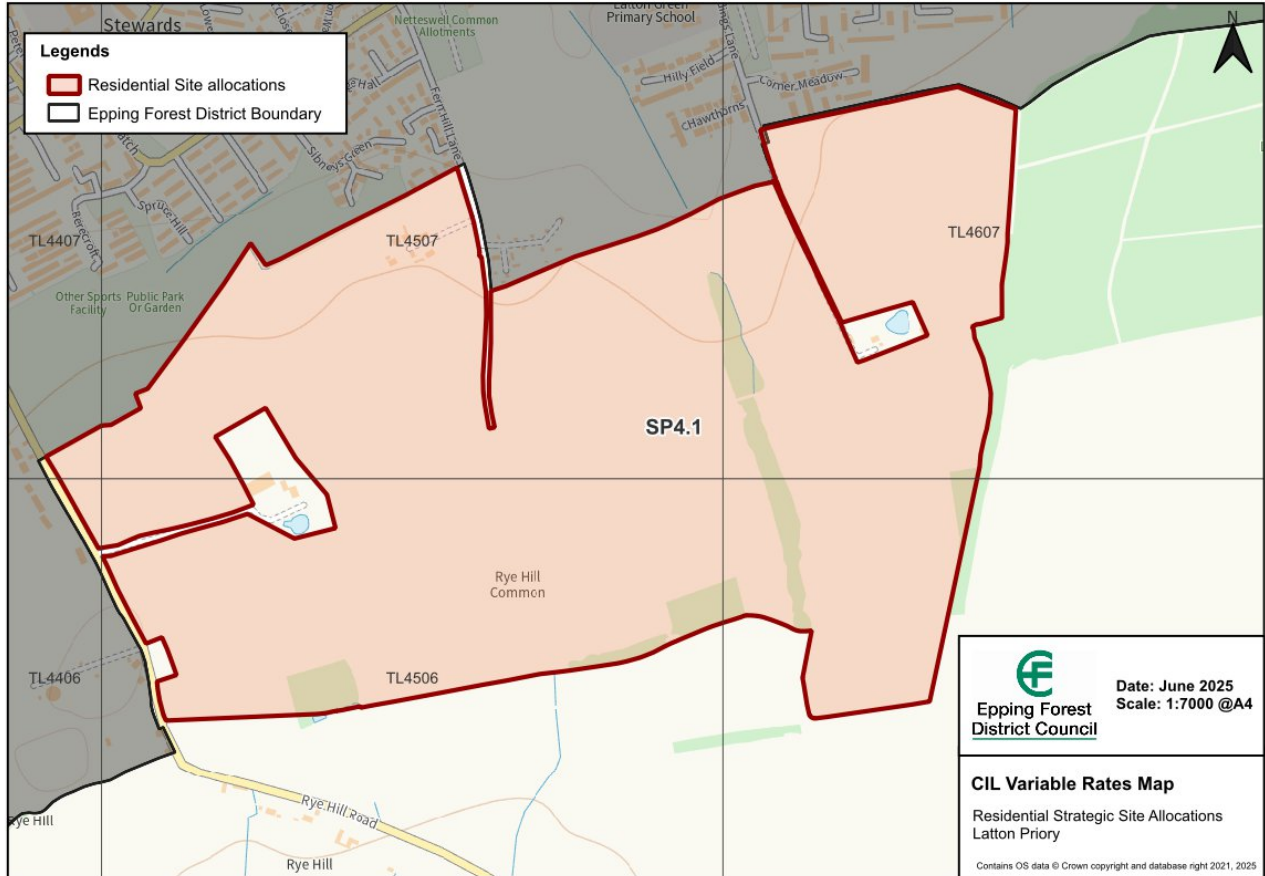 Stewards
Netteswell Common
Allotments
Latton Green
Primary School
Legends
Residential Site allocations
Epping Forest District Boundary
N
Hilly Field
Corner Meadow
Hawthorns
Fern Hill Lane
Spruce Hill
Berecroft
TL4407
TL4507
TL4607
Other Sports
Facility
Public Park
Or Garden
SP4.1
Rye Hill
Common
TL4406
TL4506
Rye Hill Road
Rye Hill
Epping Forest
District Council
Date: June 2025
Scale: 1:7000 @A4
CIL Variable Rates Map
Residential Strategic Site Allocations
Latton Priory
Contains OS data © Crown copyright and database right 2021, 2025